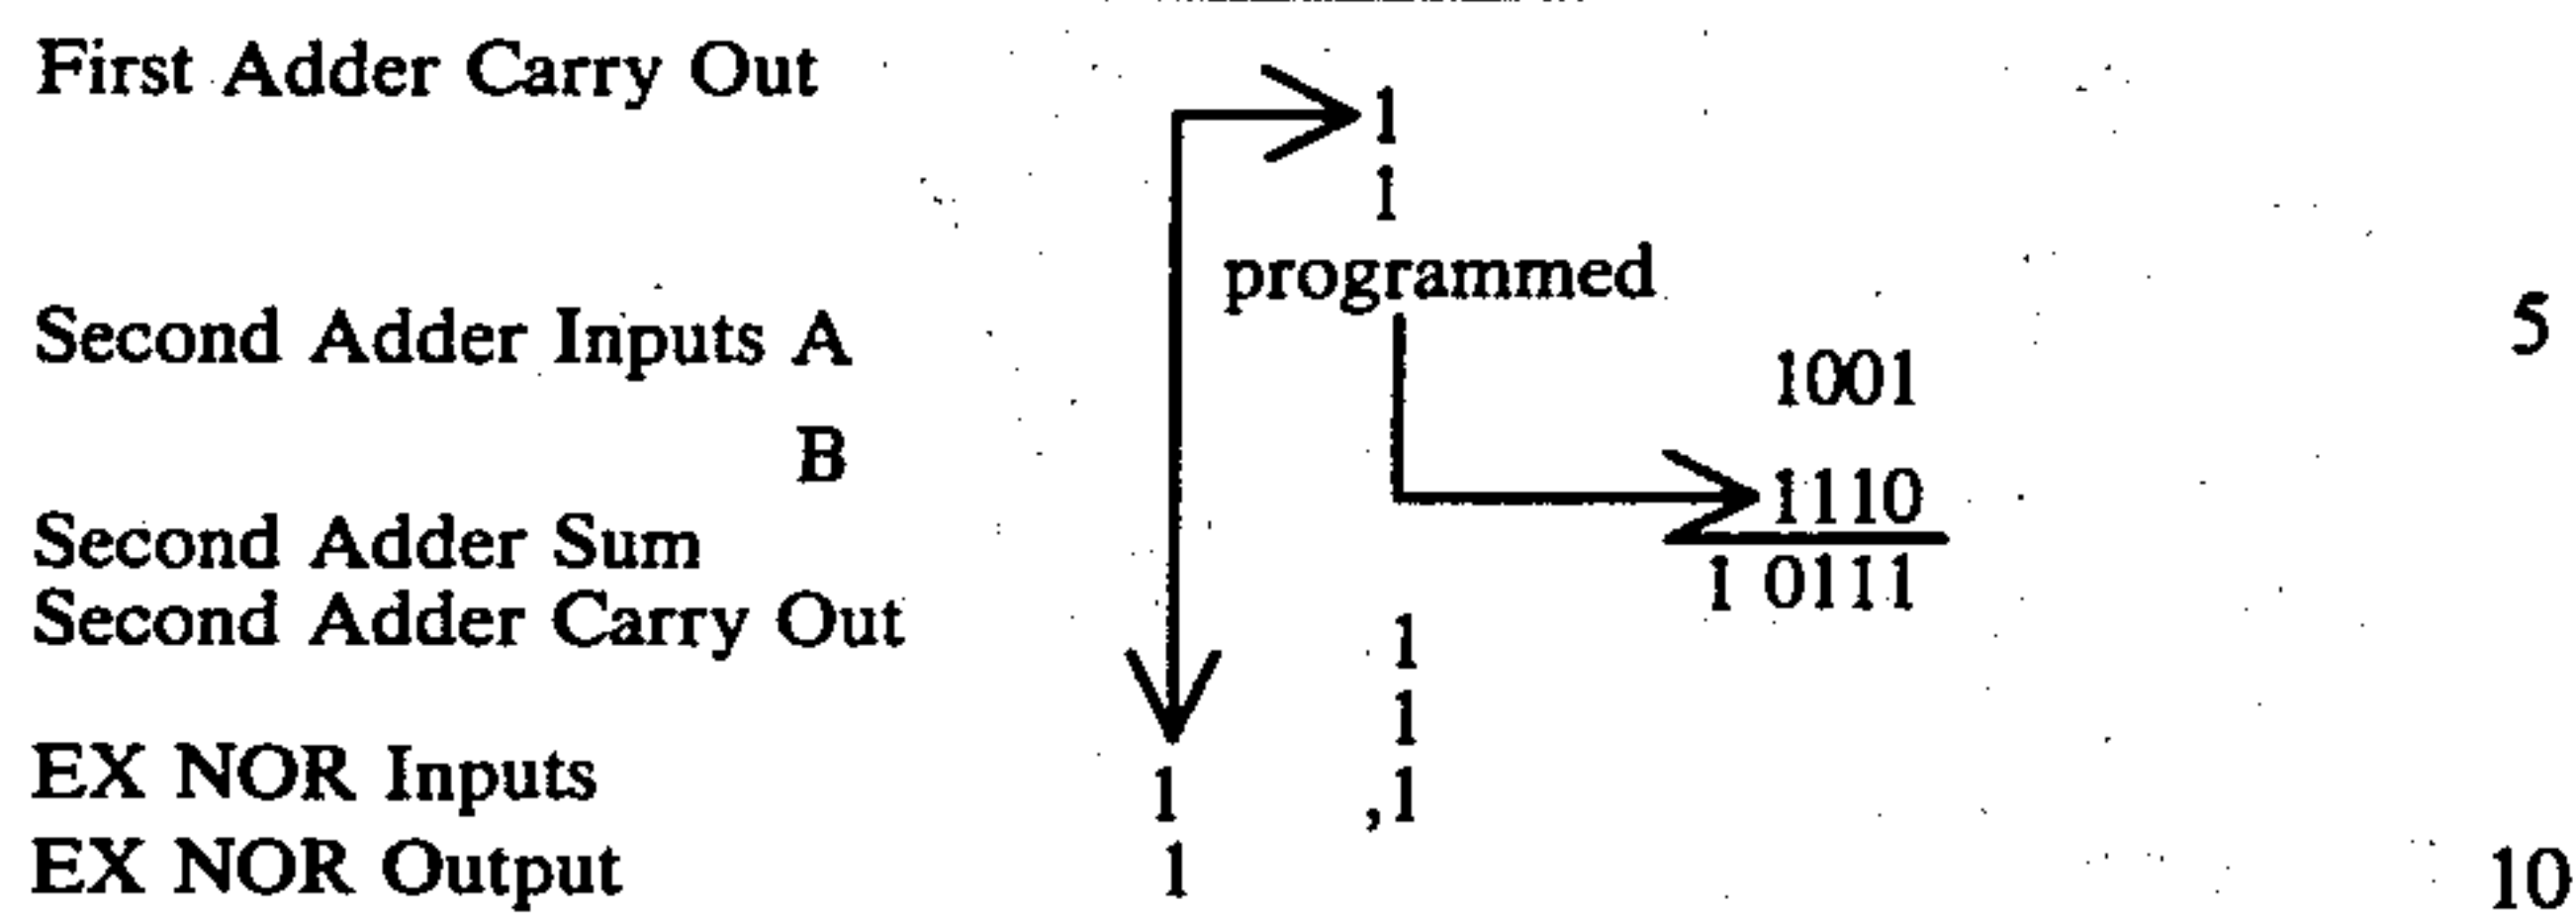 First Adder Carry Out
1
1
programmed
Second Adder Inputs A 5
1001
B
1110
Second Adder Sum
1 0111
Second Adder Carry Out
1
1
EX NOR Inputs 1 ,1
EX NOR Output 1 10